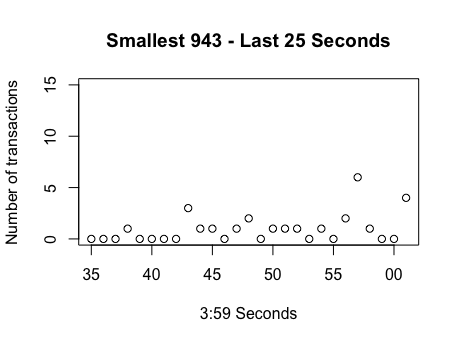 Smallest 943 - Last 25 Seconds
Number of transactions
15
10
5
0
35 40 45 50 55 00
3:59 Seconds